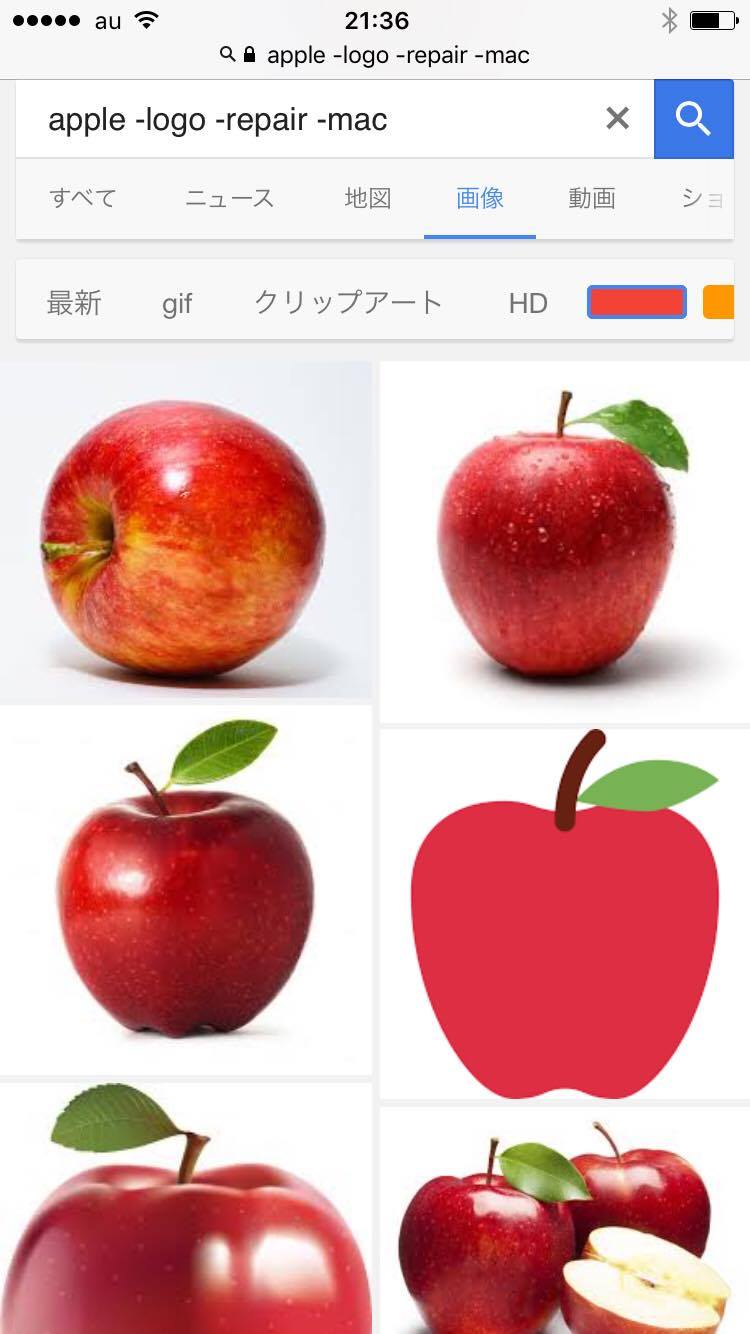 au 21:36
apple -logo -repair -mac
apple -logo -repair -mac
すべて ニュース 地図 画像 動画 ショ
最新 gif クリップアート HD